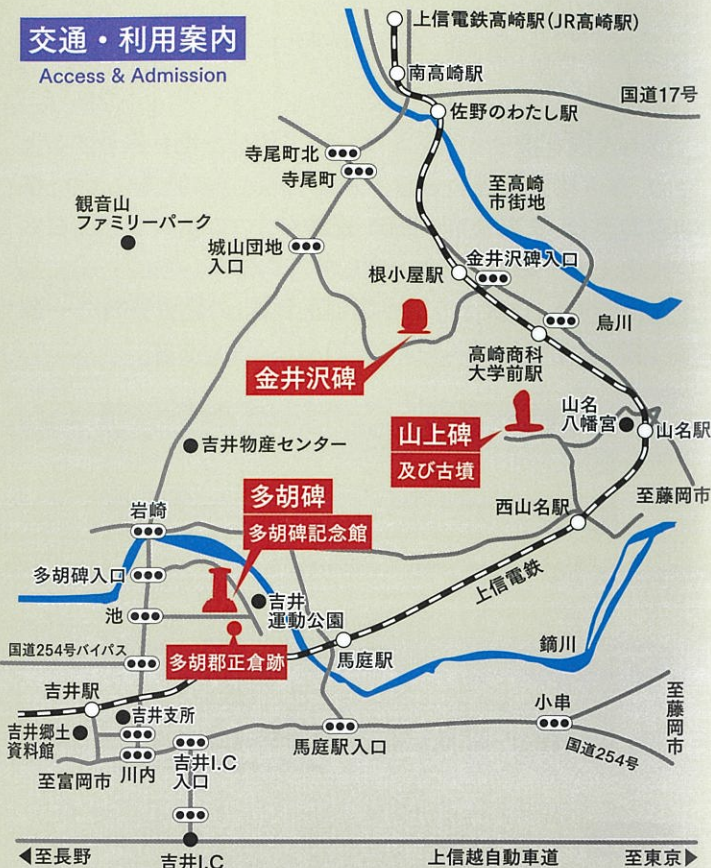 交通・利用案内
Access & Admission
上信電鉄高崎駅(JR高崎駅)
南高崎駅
国道17号
佐野のわたし駅
寺尾町北
寺尾町
至高崎
市街地
観音山
ファミリーパーク
城山団地
入口
金井沢碑入口
根小屋駅
烏川
高崎商科
大学前駅
金井沢碑
山名
八幡宮
山名駅
山上碑
及び古墳
吉井物産センター
至藤岡市
多胡碑
多胡碑記念館
西山名駅
岩崎
多胡碑入口
上信電鉄
吉井
運動公園
池
国道254号バイパス
多胡郡正倉跡
馬庭駅
鏑川
吉井駅
吉井支所
小串
至藤岡市
吉井郷土
資料館
馬庭駅入口
国道254号
至富岡市
川内
吉井I.C
入口
◀至長野
吉井I.C
上信越自動車道
至東京▶